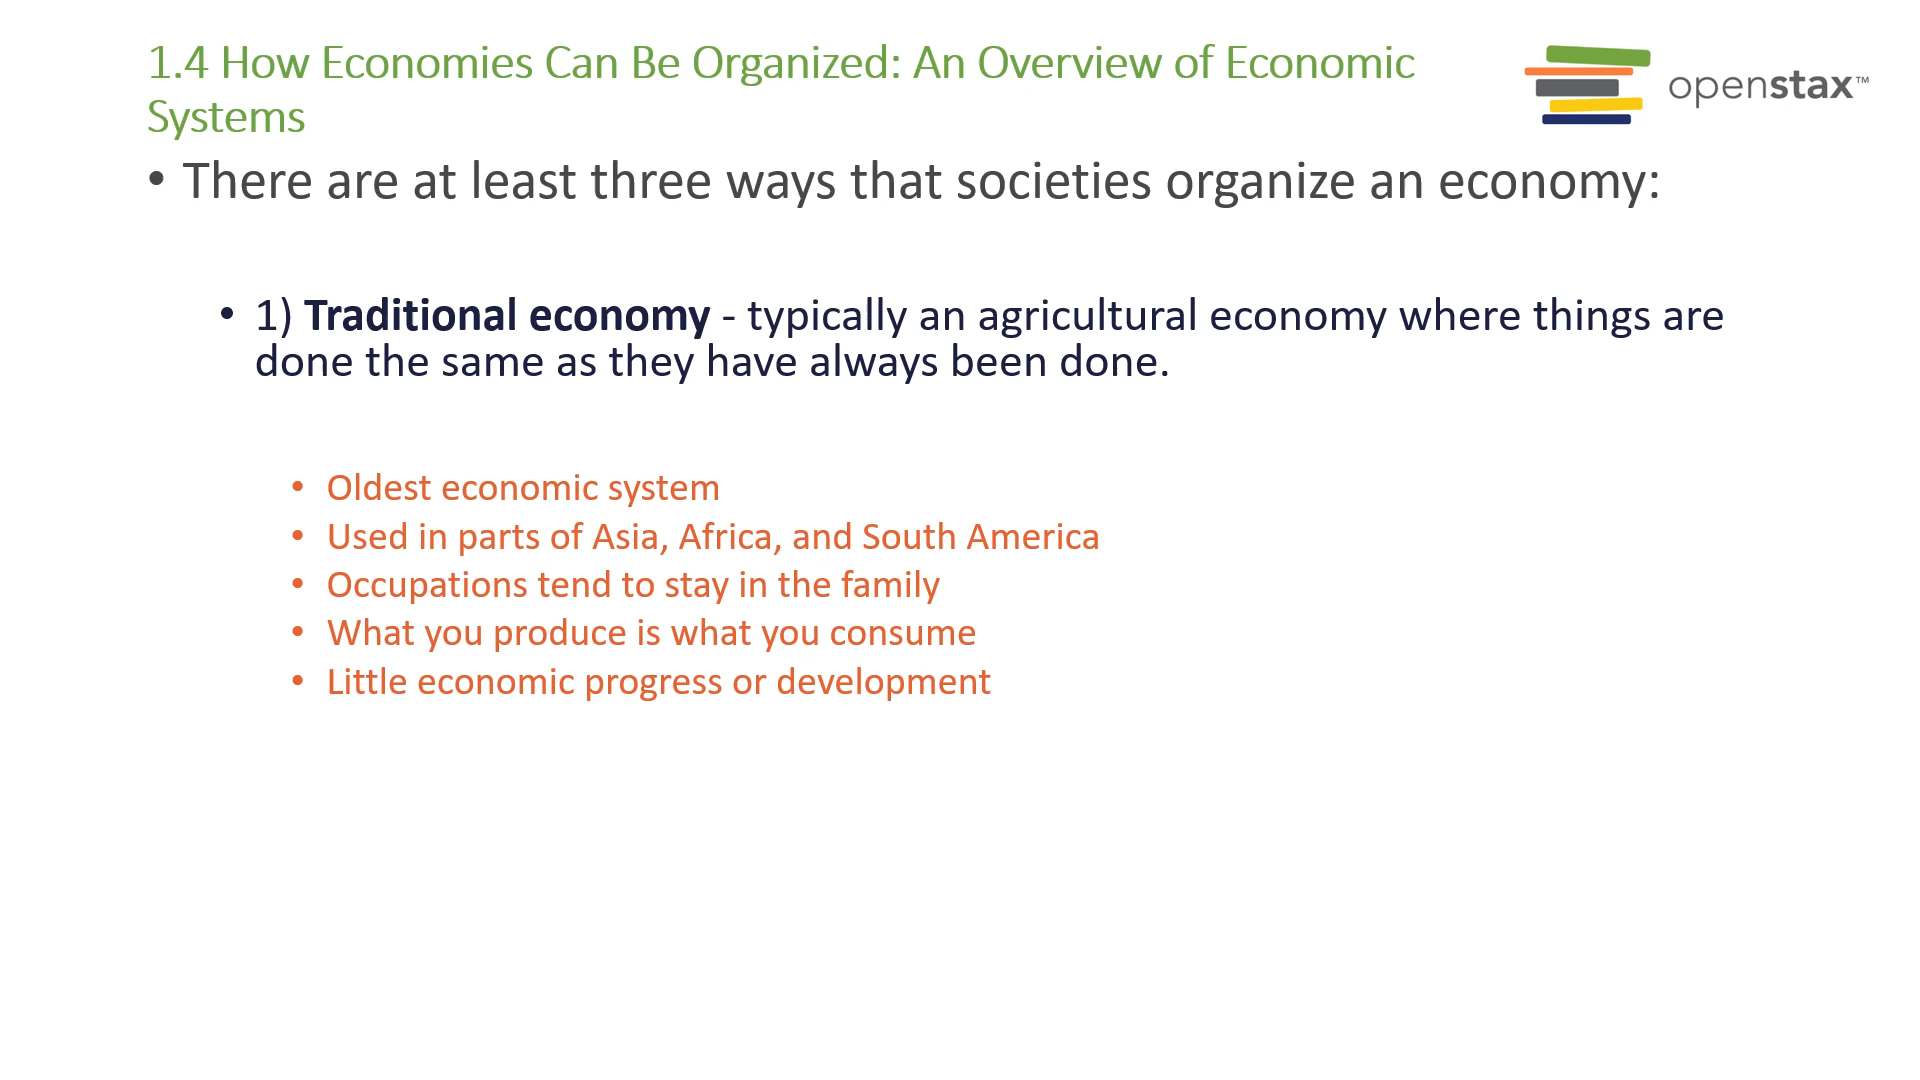 1.4 How Economies Can Be Organized: An Overview of Economic
Systems
openstax™
• There are at least three ways that societies organize an economy:
• 1) Traditional economy - typically an agricultural economy where things are
done the same as they have always been done.
• Oldest economic system
• Used in parts of Asia, Africa, and South America
• Occupations tend to stay in the family
• What you produce is what you consume
• Little economic progress or development